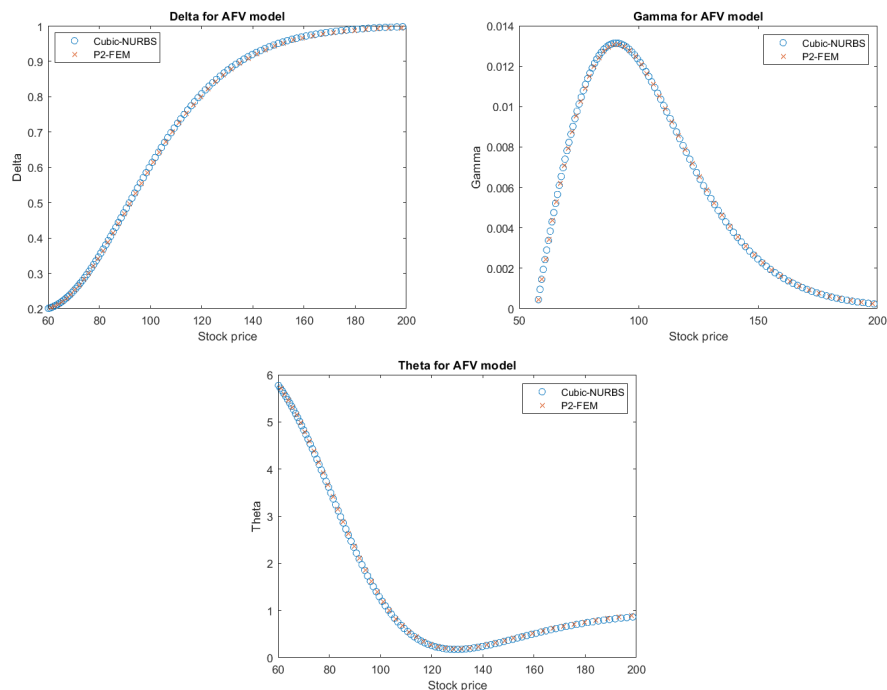 Delta for AFV model
1
0.9
0.8
0.7
0.6
0.5
0.4
0.3
0.2
Delta
60 80 100 120 140 160 180 200
Stock price
Cubic-NURBS
P2-FEM
Gamma for AFV model
0.014
0.012
0.01
0.008
0.006
0.004
0.002
0
Gamma
50 100 150 200
Stock price
Cubic-NURBS
P2-FEM
Theta for AFV model
6
5
4
3
2
1
0
Theta
60 80 100 120 140 160 180 200
Stock price
Cubic-NURBS
P2-FEM